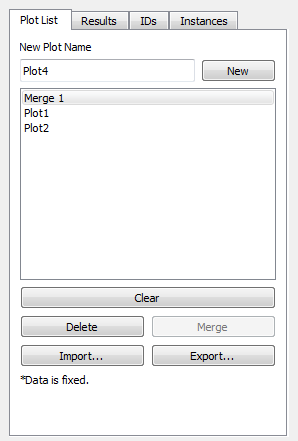 Plot List Results IDs Instances
New Plot Name
Plot4 New
Merge 1
Plot1
Plot2
Clear
Delete Merge
Import... Export...
*Data is fixed.